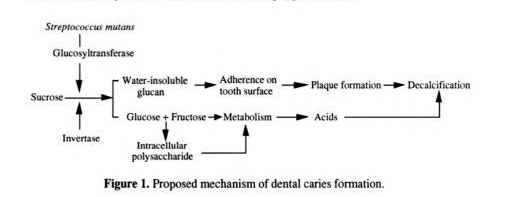 Streptococcus mutans
Glucosyltransferase
Water-insoluble
glucan
Adherence on
tooth surface
Plaque formation
Decalcification
Sucrose
Glucose + Fructose
Metabolism
Acids
Invertase
Intracellular
polysaccharide
Figure 1. Proposed mechanism of dental caries formation.